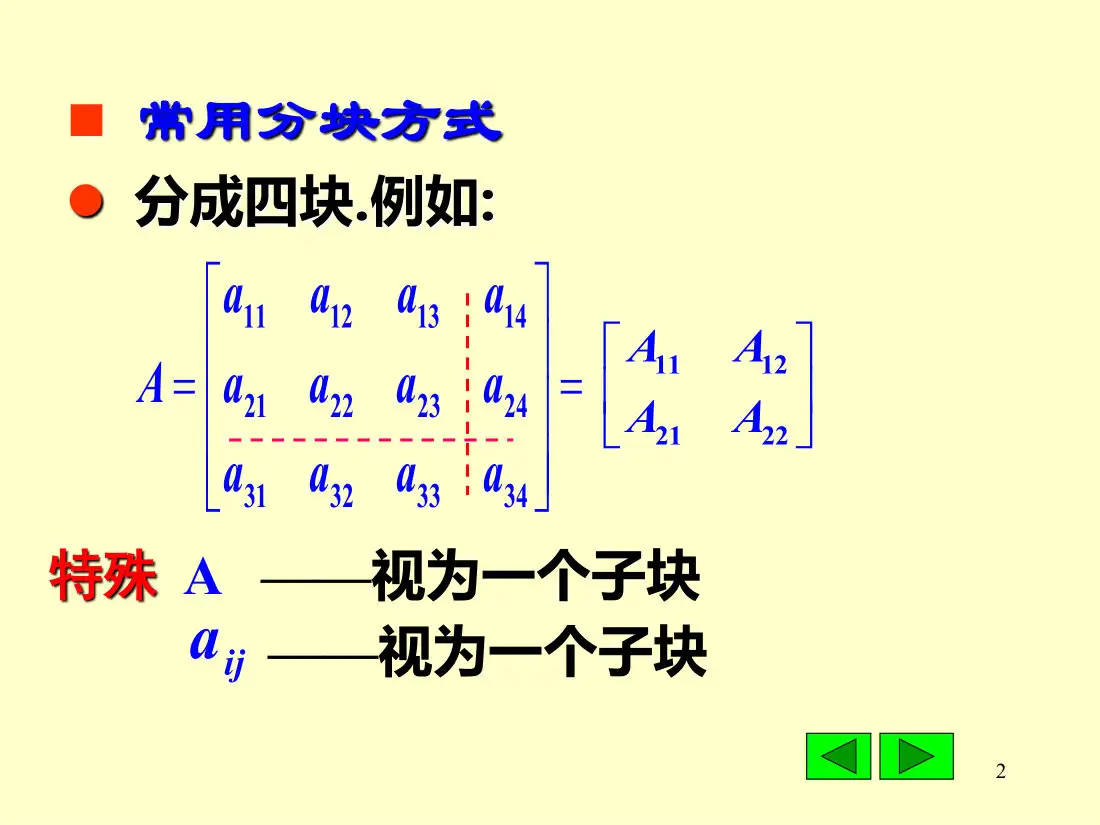 常用分块方式
分成四块.例如:
a11 a12 a13 a14
A = a21 a22 a23 a24 = A11 A12 A21 A22
a31 a32 a33 a34
特殊 A ——视为一个子块
aij ——视为一个子块
2